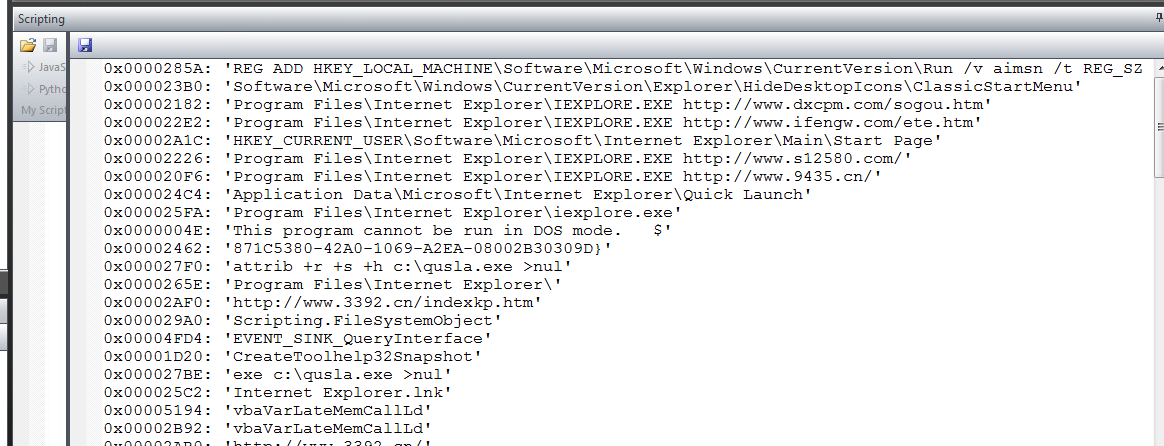 Scripting
JavaS
Pytho
My Script
0x0000285A: 'REG ADD HKEY_LOCAL_MACHINE\Software\Microsoft\Windows\CurrentVersion\Run /v aimsn /t REG_SZ
0x000023B0: 'Software\Microsoft\Windows\CurrentVersion\Explorer\HideDesktopIcons\ClassicStartMenu'
0x00002182: 'Program Files\Internet Explorer\IEXPLORE.EXE http://www.dxcpm.com/sogou.htm'
0x000022E2: 'Program Files\Internet Explorer\IEXPLORE.EXE http://www.ifengw.com/ete.htm'
0x00002A1C: 'HKEY_CURRENT_USER\Software\Microsoft\Internet Explorer\Main\Start Page'
0x00002226: 'Program Files\Internet Explorer\IEXPLORE.EXE http://www.s12580.com/'
0x000020F6: 'Program Files\Internet Explorer\IEXPLORE.EXE http://www.9435.cn/'
0x000024C4: 'Application Data\Microsoft\Internet Explorer\Quick Launch'
0x000025FA: 'Program Files\Internet Explorer\iexplore.exe'
0x0000004E: 'This program cannot be run in DOS mode.   $'
0x00002462: '871C5380-42A0-1069-A2EA-08002B30309D}'
0x000027F0: 'attrib +r +s +h c:\qusla.exe >nul'
0x0000265E: 'Program Files\Internet Explorer\'
0x00002AF0: 'http://www.3392.cn/indexkp.htm'
0x000029A0: 'Scripting.FileSystemObject'
0x00004FD4: 'EVENT_SINK_QueryInterface'
0x00001D20: 'CreateToolhelp32Snapshot'
0x000027BE: 'exe c:\qusla.exe >nul'
0x000025C2: 'Internet Explorer.lnk'
0x00005194: 'vbaVarLateMemCallLd'
0x00002B92: 'vbaVarLateMemCallLd'
0x00002AB0: 'http://www.3392.cn/'